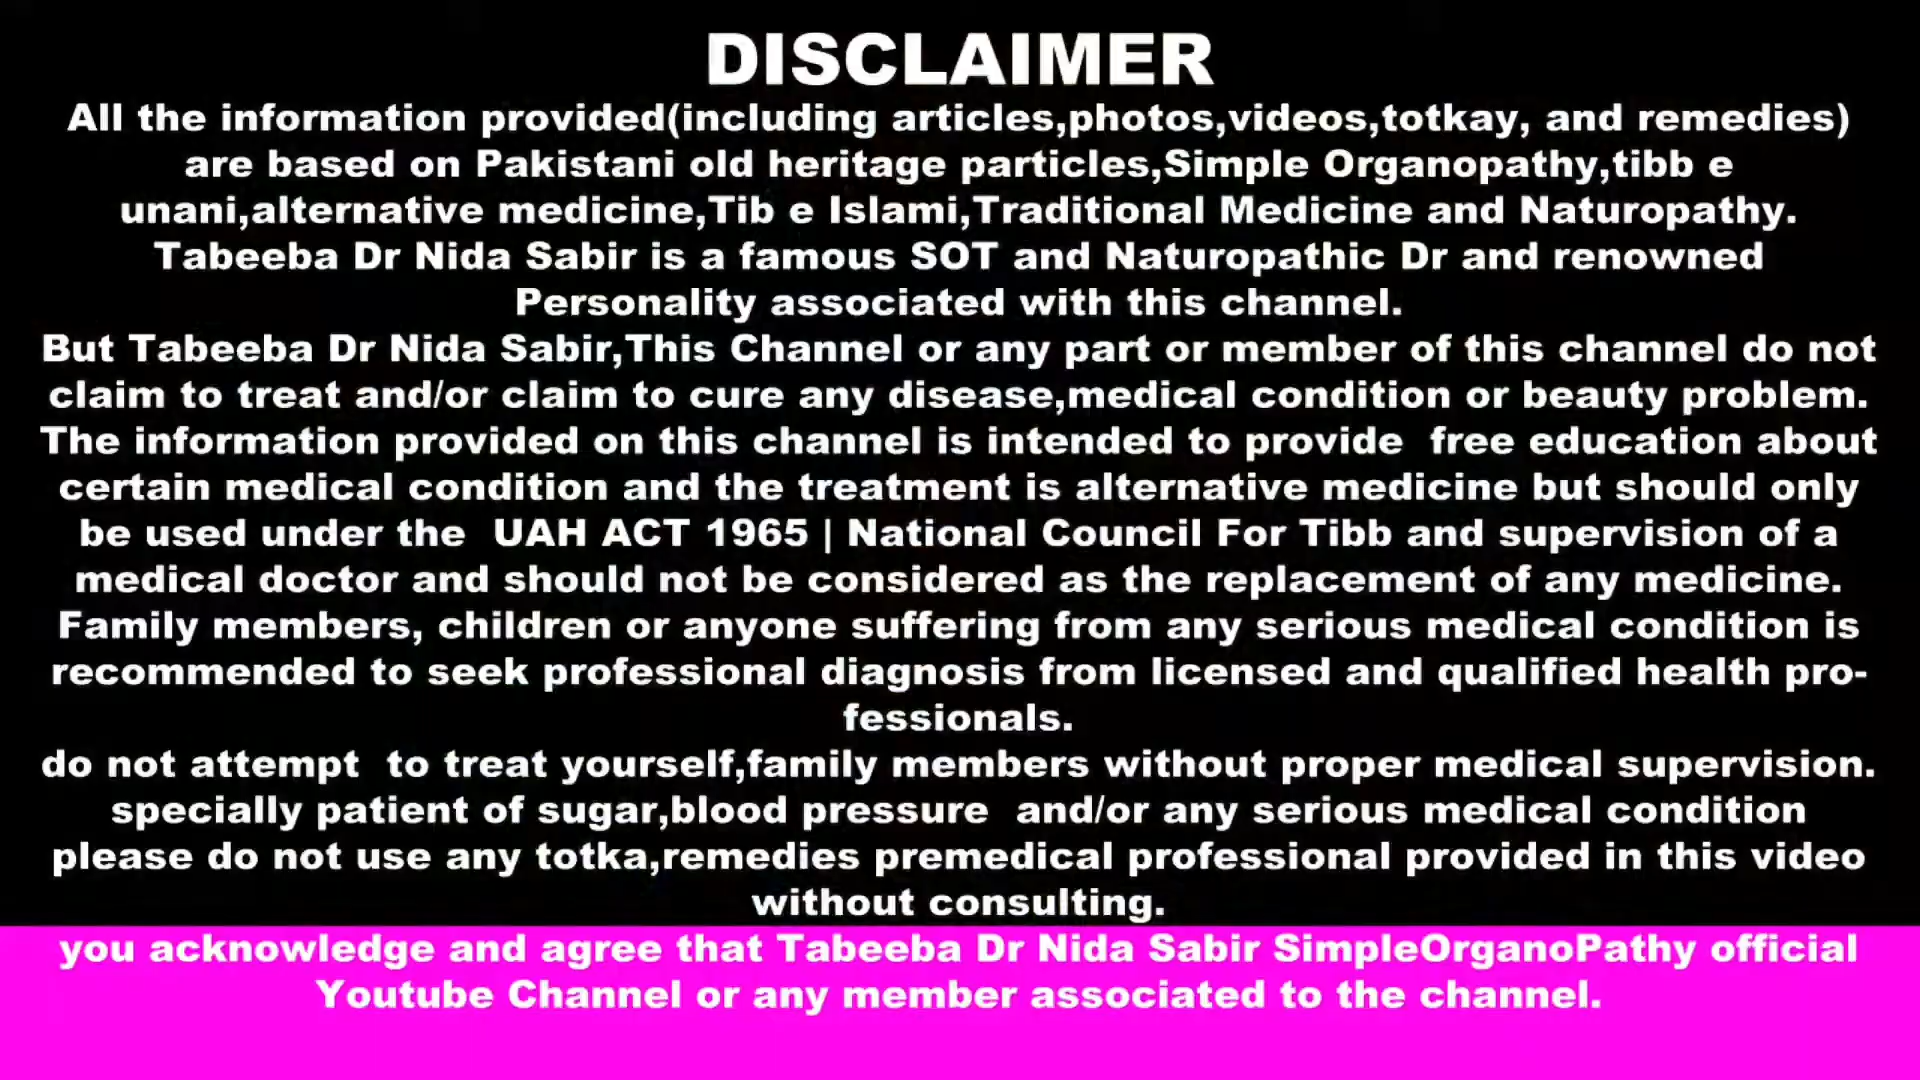 DISCLAIMER
All the information provided(including articles,photos,videos,totkay, and remedies)
are based on Pakistani old heritage particles,Simple Organopathy,tibb e
unani,alternative medicine,Tib e Islami,Traditional Medicine and Naturopathy.
Tabeeba Dr Nida Sabir is a famous SOT and Naturopathic Dr and renowned
Personality associated with this channel.
But Tabeeba Dr Nida Sabir,This Channel or any part or member of this channel do not
claim to treat and/or claim to cure any disease,medical condition or beauty problem.
The information provided on this channel is intended to provide  free education about
certain medical condition and the treatment is alternative medicine but should only
be used under the  UAH ACT 1965 | National Council For Tibb and supervision of a
medical doctor and should not be considered as the replacement of any medicine.
Family members, children or anyone suffering from any serious medical condition is
recommended to seek professional diagnosis from licensed and qualified health pro-
fessionals.
do not attempt  to treat yourself,family members without proper medical supervision.
specially patient of sugar,blood pressure  and/or any serious medical condition
please do not use any totka,remedies premedical professional provided in this video
without consulting.
you acknowledge and agree that Tabeeba Dr Nida Sabir SimpleOrganoPathy official
Youtube Channel or any member associated to the channel.